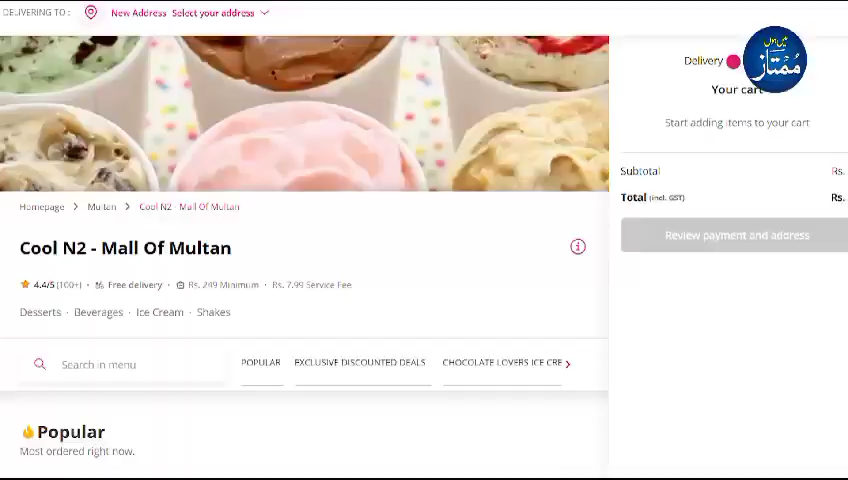 DELIVERING TO :
New Address Select your address
میں ہوں
ممتاز
Delivery
Your cart
Start adding items to your cart
Subtotal Rs.
Total (incl. GST) Rs.
Review payment and address
Homepage > Multan > Cool N2 - Mall Of Multan
Cool N2 - Mall Of Multan
4.4/5 (100+) · Free delivery · Rs. 249 Minimum · Rs. 7.99 Service Fee
Desserts · Beverages · Ice Cream · Shakes
Search in menu
POPULAR EXCLUSIVE DISCOUNTED DEALS CHOCOLATE LOVERS ICE CRE
Popular
Most ordered right now.